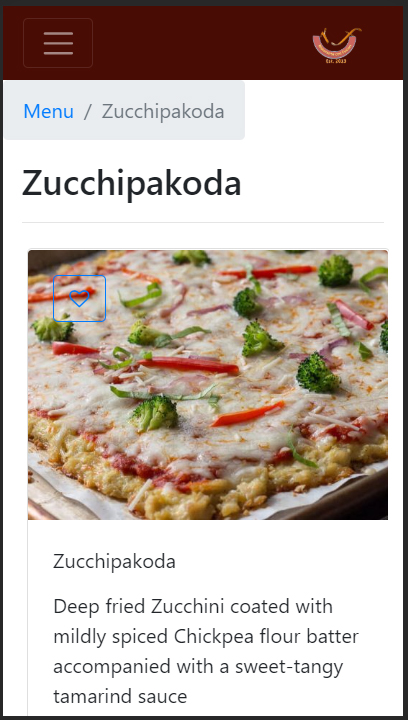 Est. 2013
Menu / Zucchipakoda
Zucchipakoda
Zucchipakoda
Deep fried Zucchini coated with
mildly spiced Chickpea flour batter
accompanied with a sweet-tangy
tamarind sauce